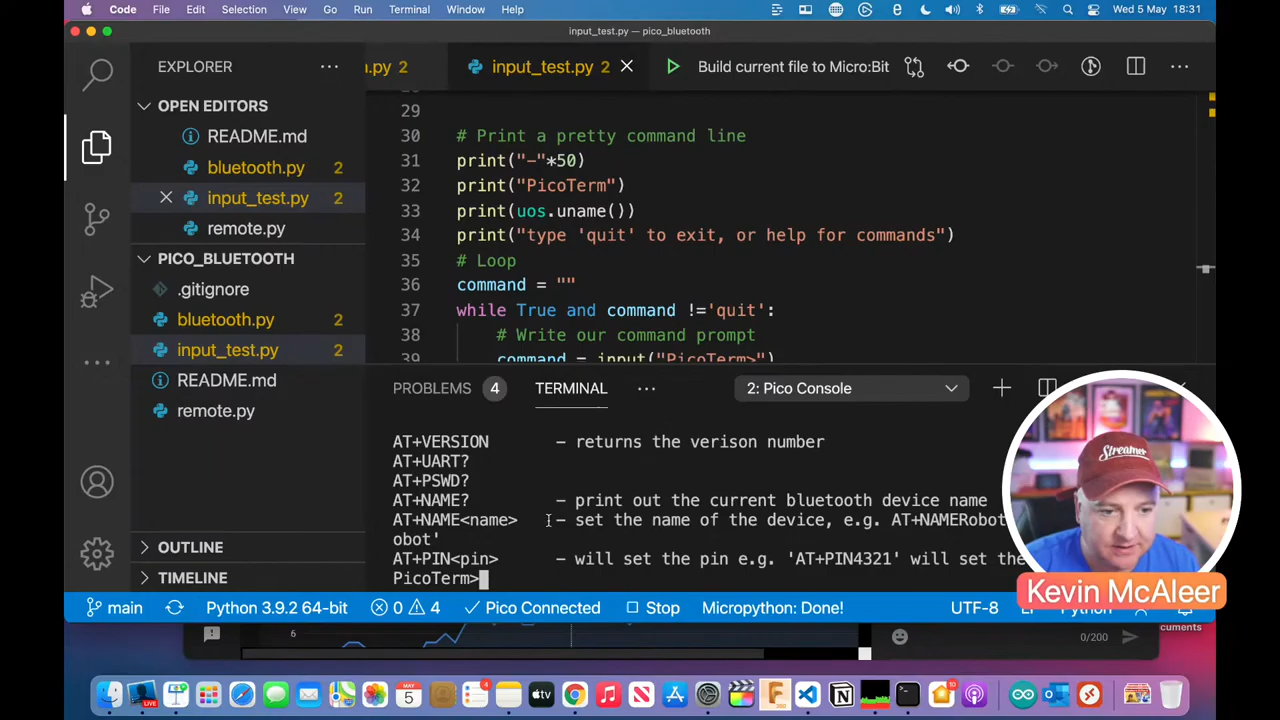 Code File Edit Selection View Go Run Terminal Window Help Wed 5 May 18:31
input_test.py — pico_bluetooth
EXPLORER
.py 2
input_test.py 2
Build current file to Micro:Bit
OPEN EDITORS
README.md
bluetooth.py 2
input_test.py 2
remote.py
PICO_BLUETOOTH
.gitignore
bluetooth.py 2
input_test.py 2
README.md
remote.py
OUTLINE
TIMELINE
29
30 # Print a pretty command line
31 print("-"*50)
32 print("PicoTerm")
33 print(uos.uname())
34 print("type 'quit' to exit, or help for commands")
35 # Loop
36 command = ""
37 while True and command !='quit':
38 # Write our command prompt
39 command = input("PicoTerm>")
PROBLEMS 4 TERMINAL 2: Pico Console
AT+VERSION - returns the verison number
AT+UART?
AT+PSWD?
AT+NAME? - print out the current bluetooth device name
AT+NAME<name> - set the name of the device, e.g. AT+NAMERobot
obot'
AT+PIN<pin> - will set the pin e.g. 'AT+PIN4321' will set the
PicoTerm>
Streamer
Kevin McAleer
main Python 3.9.2 64-bit 0 4 Pico Connected Stop Micropython: Done! UTF-8
6
0/200
cuments
MAY
5
4
10
LIVE